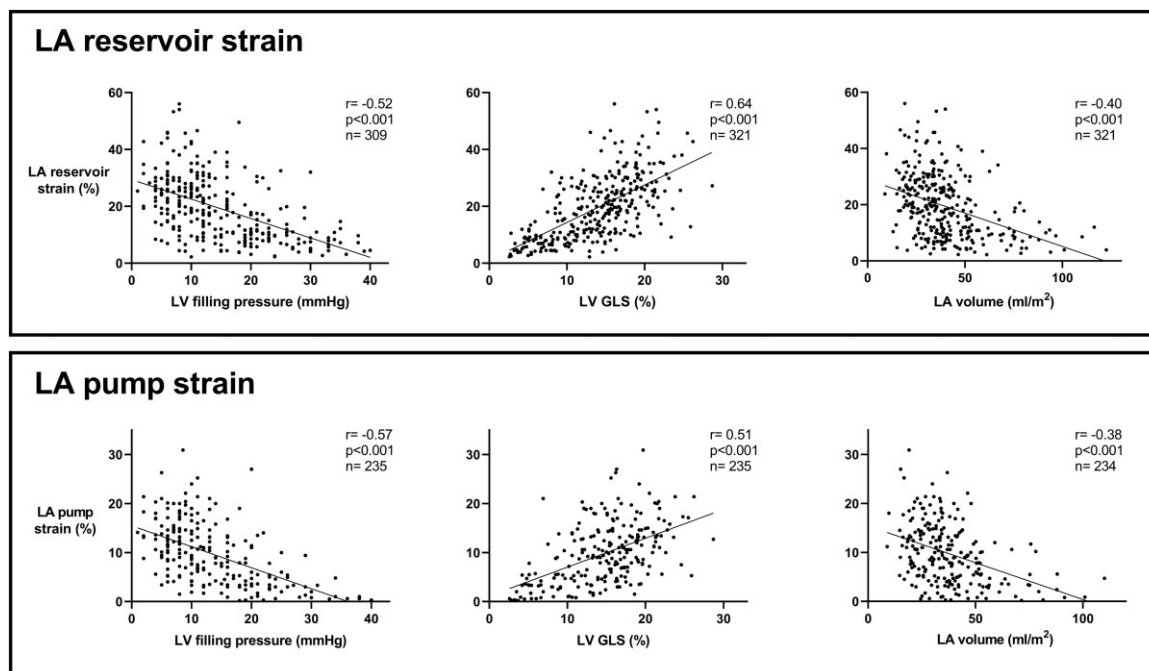 LA reservoir strain
60
40
20
0
LA reservoir
strain (%)
r= -0.52
p<0.001
n= 309
0 10 20 30 40
LV filling pressure (mmHg)
60
40
20
0
r= 0.64
p<0.001
n= 321
0 10 20 30
LV GLS (%)
60
40
20
0
r= -0.40
p<0.001
n= 321
0 50 100
LA volume (ml/m²)
LA pump strain
30
20
10
0
LA pump
strain (%)
r= -0.57
p<0.001
n= 235
0 10 20 30 40
LV filling pressure (mmHg)
30
20
10
0
r= 0.51
p<0.001
n= 235
0 10 20 30
LV GLS (%)
30
20
10
0
r= -0.38
p<0.001
n= 234
0 50 100
LA volume (ml/m²)